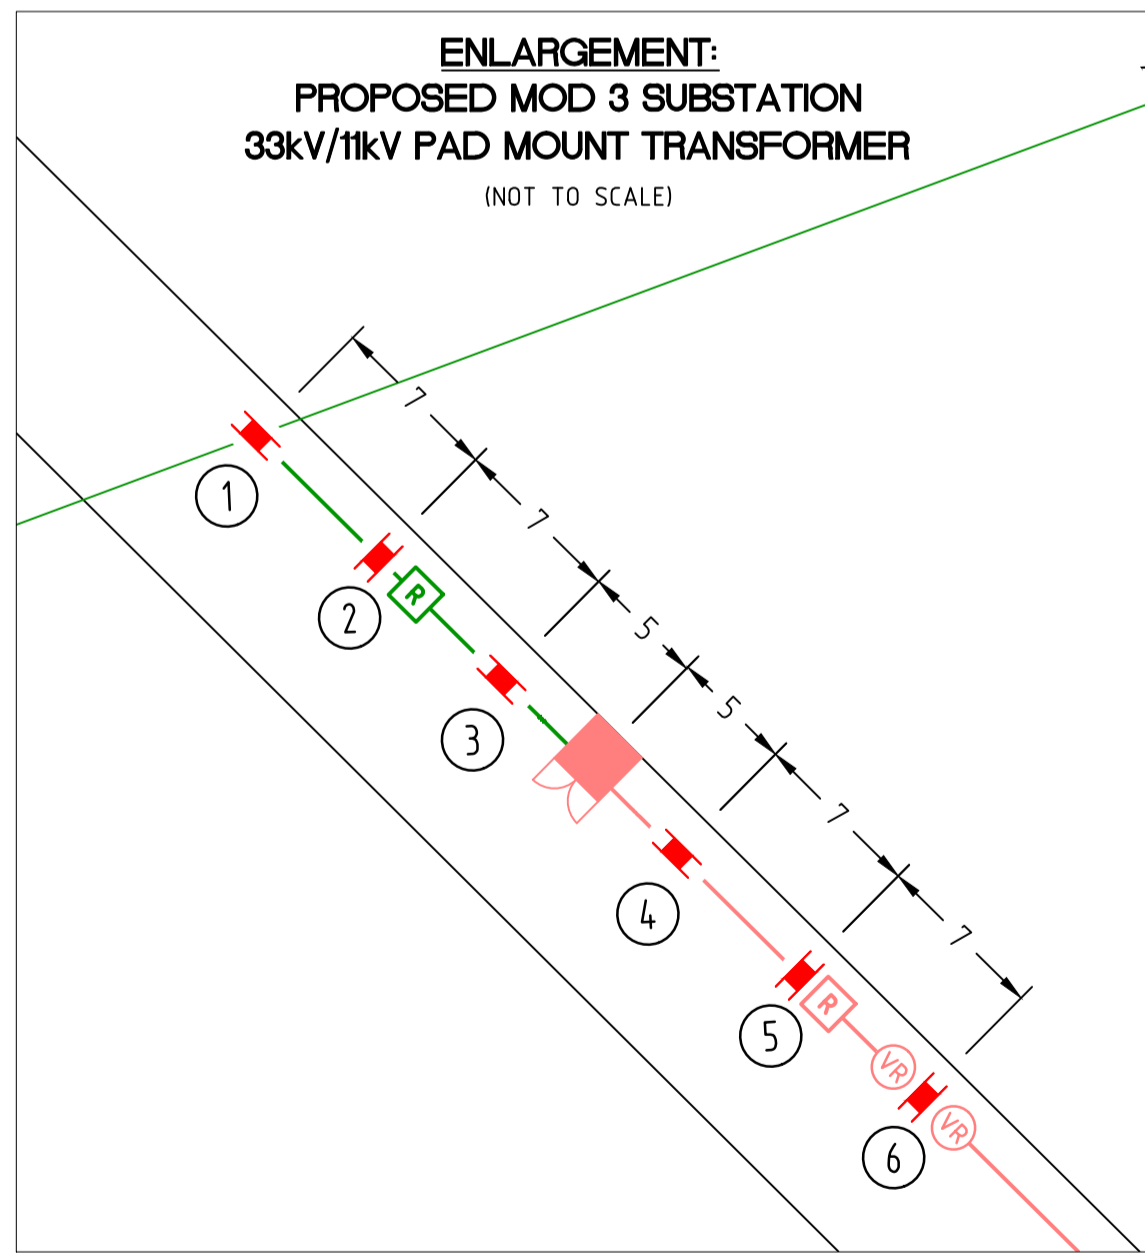 ENLARGEMENT:
PROPOSED MOD 3 SUBSTATION
33kV/11kV PAD MOUNT TRANSFORMER
(NOT TO SCALE)
7
7
5
5
7
7
1
2
R
3
4
5
R
VR
6
VR